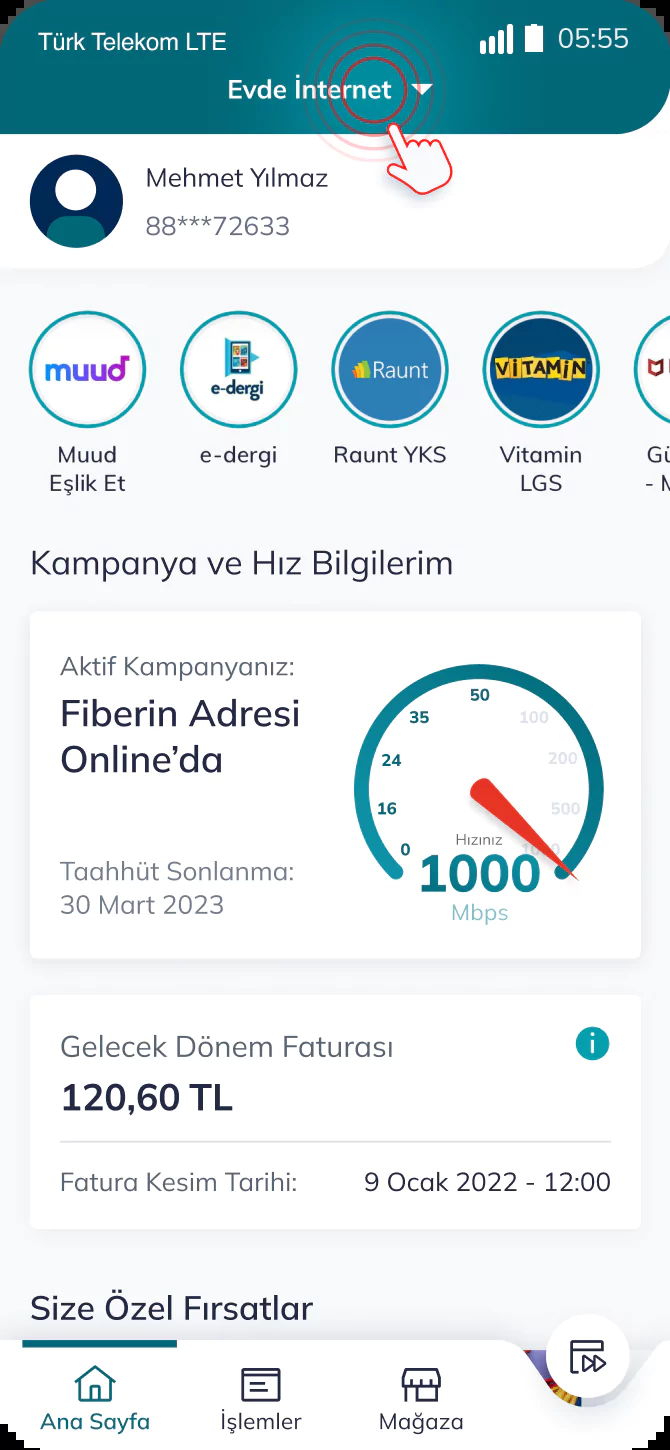 Türk Telekom LTE
05:55
Evde İnternet
Mehmet Yılmaz
88***72633
muud
e-dergi
Raunt
VİTAMİN
Muud
Eşlik Et
e-dergi
Raunt YKS
Vitamin
LGS
Gü
- M
Kampanya ve Hız Bilgilerim
Aktif Kampanyanız:
Fiberin Adresi
Online’da
Taahhüt Sonlanma:
30 Mart 2023
0
16
24
35
50
100
200
500
Hızınız
1000
Mbps
Gelecek Dönem Faturası
120,60 TL
Fatura Kesim Tarihi:
9 Ocak 2022 - 12:00
Size Özel Fırsatlar
Ana Sayfa
İşlemler
Mağaza